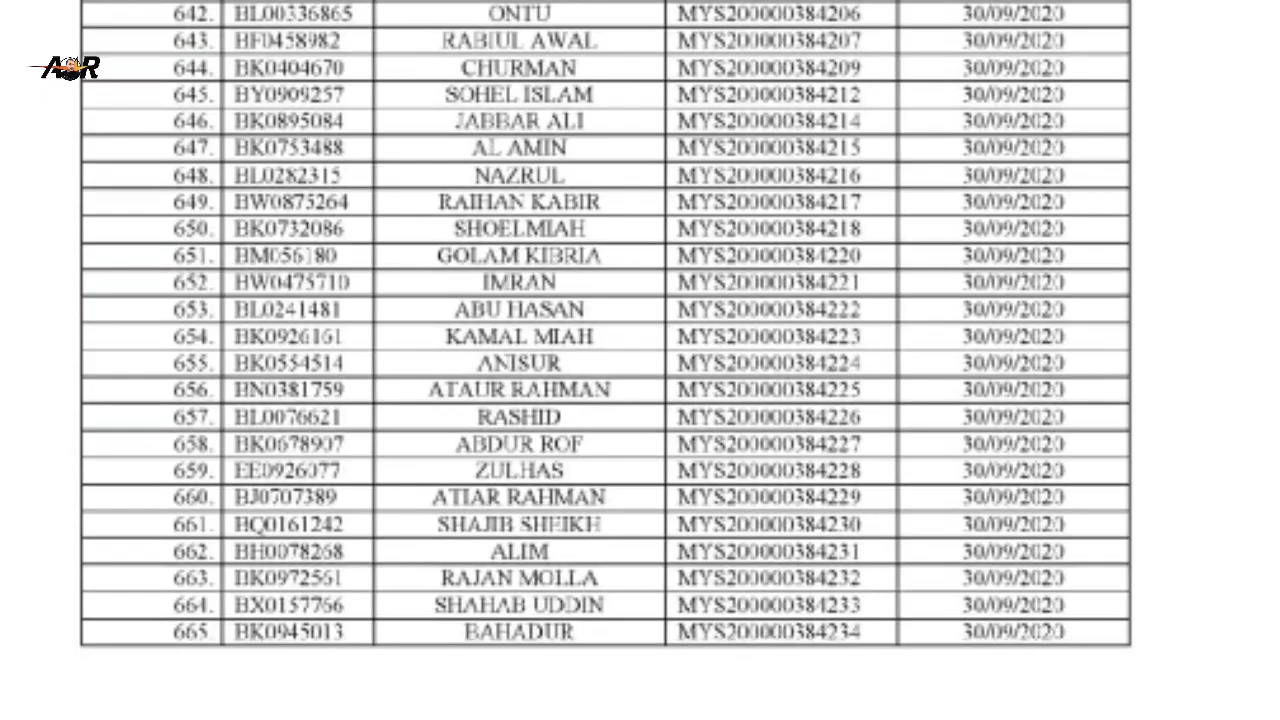 642. BL00336865 ONTU MYS200000384206 30/09/2020
643. BF0458982 RABIUL AWAL MYS200000384207 30/09/2020
AOR
644. BK0404670 CHURMAN MYS200000384209 30/09/2020
645. BY0909257 SOHEL ISLAM MYS200000384212 30/09/2020
646. BK0895084 JABBAR ALI MYS200000384214 30/09/2020
647. BK0753488 AL AMIN MYS200000384215 30/09/2020
648. BL0282315 NAZRUL MYS200000384216 30/09/2020
649. BW0875264 RAIHAN KABIR MYS200000384217 30/09/2020
650. BK0732086 SHOELMIAH MYS200000384218 30/09/2020
651. BM056180 GOLAM KIBRIA MYS200000384220 30/09/2020
652. BW0475710 IMRAN MYS200000384221 30/09/2020
653. BL0241481 ABU HASAN MYS200000384222 30/09/2020
654. BK0926161 KAMAL MIAH MYS200000384223 30/09/2020
655. BK0554514 ANISUR MYS200000384224 30/09/2020
656. BN0381759 ATAUR RAHMAN MYS200000384225 30/09/2020
657. BL0076621 RASHID MYS200000384226 30/09/2020
658. BK0678907 ABDUR ROF MYS200000384227 30/09/2020
659. EE0926077 ZULHAS MYS200000384228 30/09/2020
660. BJ0707389 ATIAR RAHMAN MYS200000384229 30/09/2020
661. BQ0161242 SHAJIB SHEIKH MYS200000384230 30/09/2020
662. BH0078268 ALIM MYS200000384231 30/09/2020
663. BK0972561 RAJAN MOLLA MYS200000384232 30/09/2020
664. BX0157766 SHAHAB UDDIN MYS200000384233 30/09/2020
665. BK0945013 BAHADUR MYS200000384234 30/09/2020